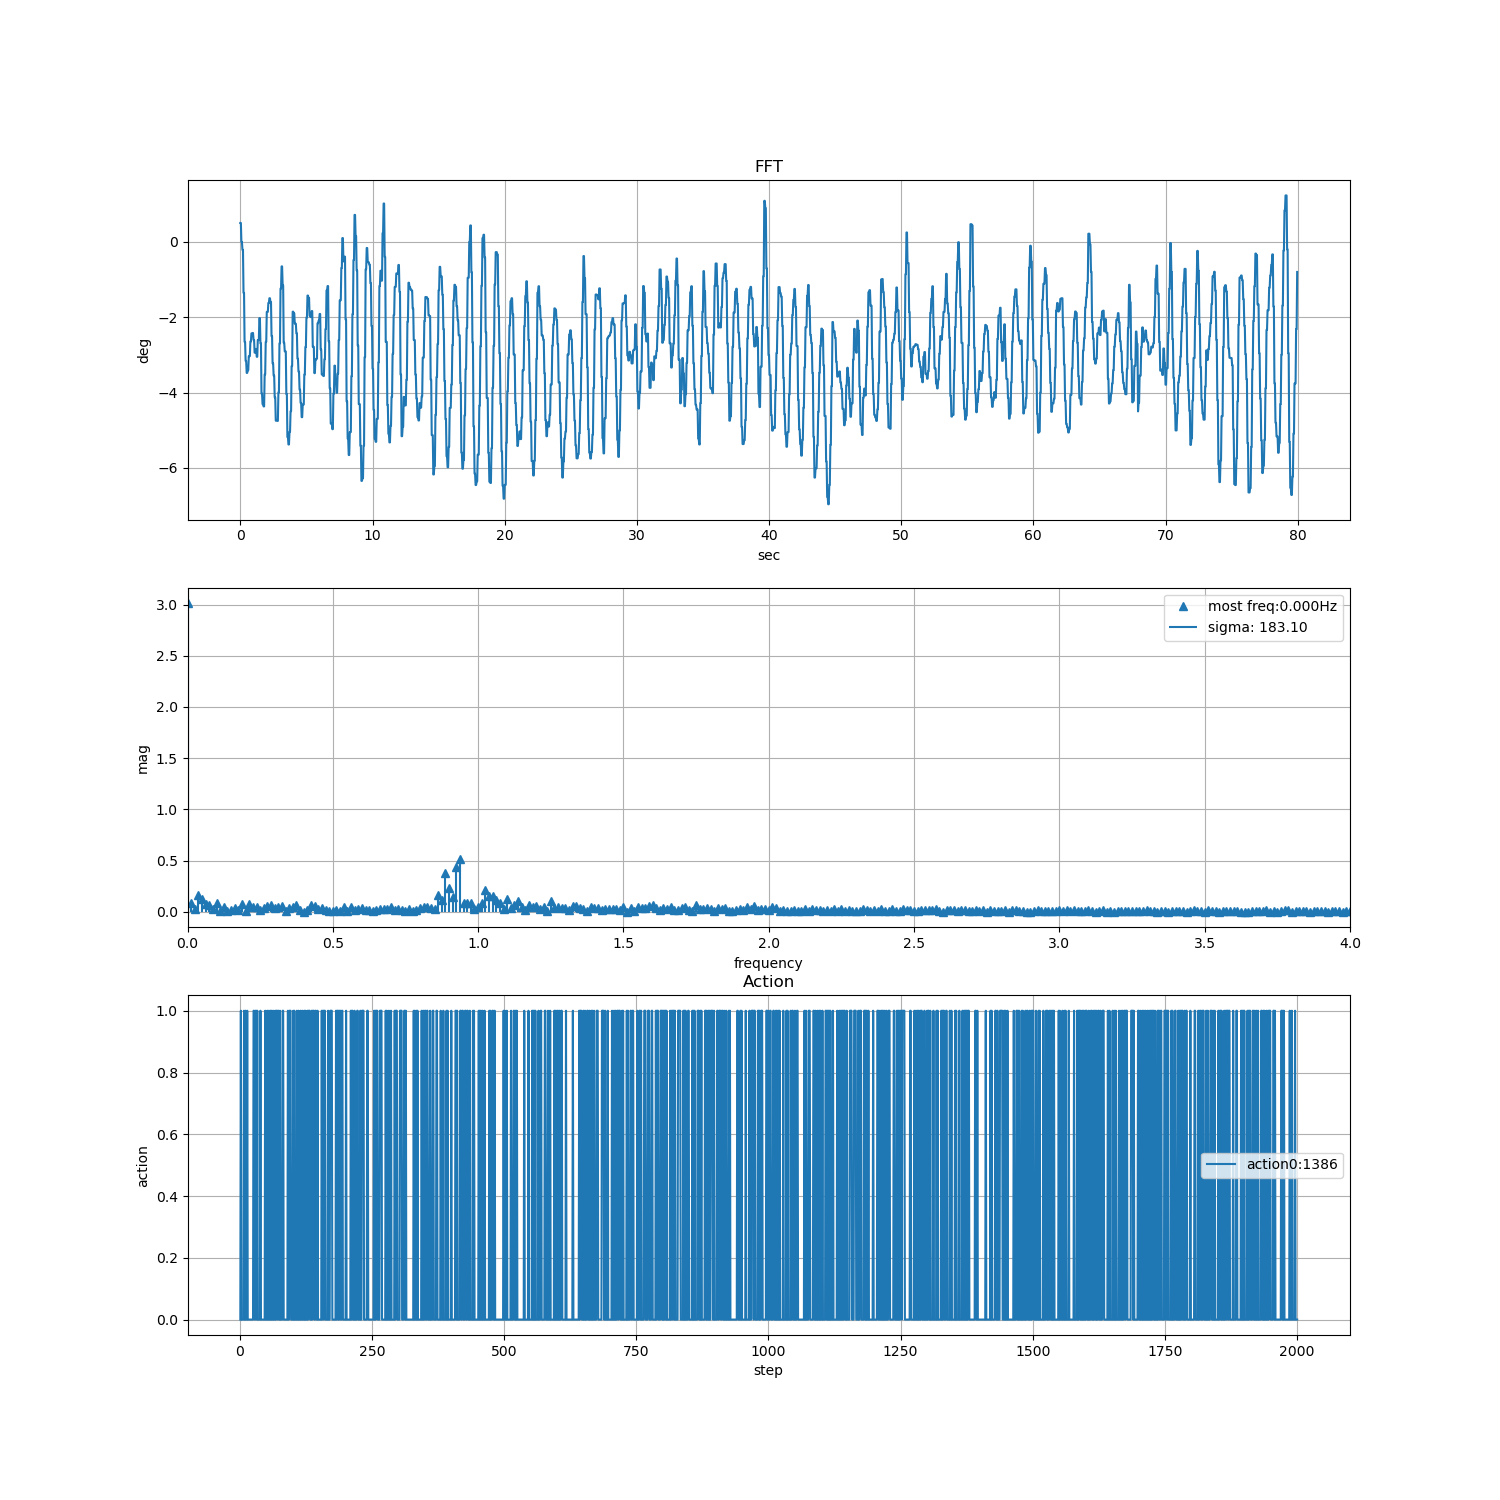 FFT
0
−2
−4
−6
deg
0 10 20 30 40 50 60 70 80
sec
3.0
2.5
2.0
1.5
1.0
0.5
0.0
mag
most freq:0.000Hz
sigma: 183.10
0.0 0.5 1.0 1.5 2.0 2.5 3.0 3.5 4.0
frequency
Action
1.0
0.8
0.6
0.4
0.2
0.0
action
action0:1386
0 250 500 750 1000 1250 1500 1750 2000
step